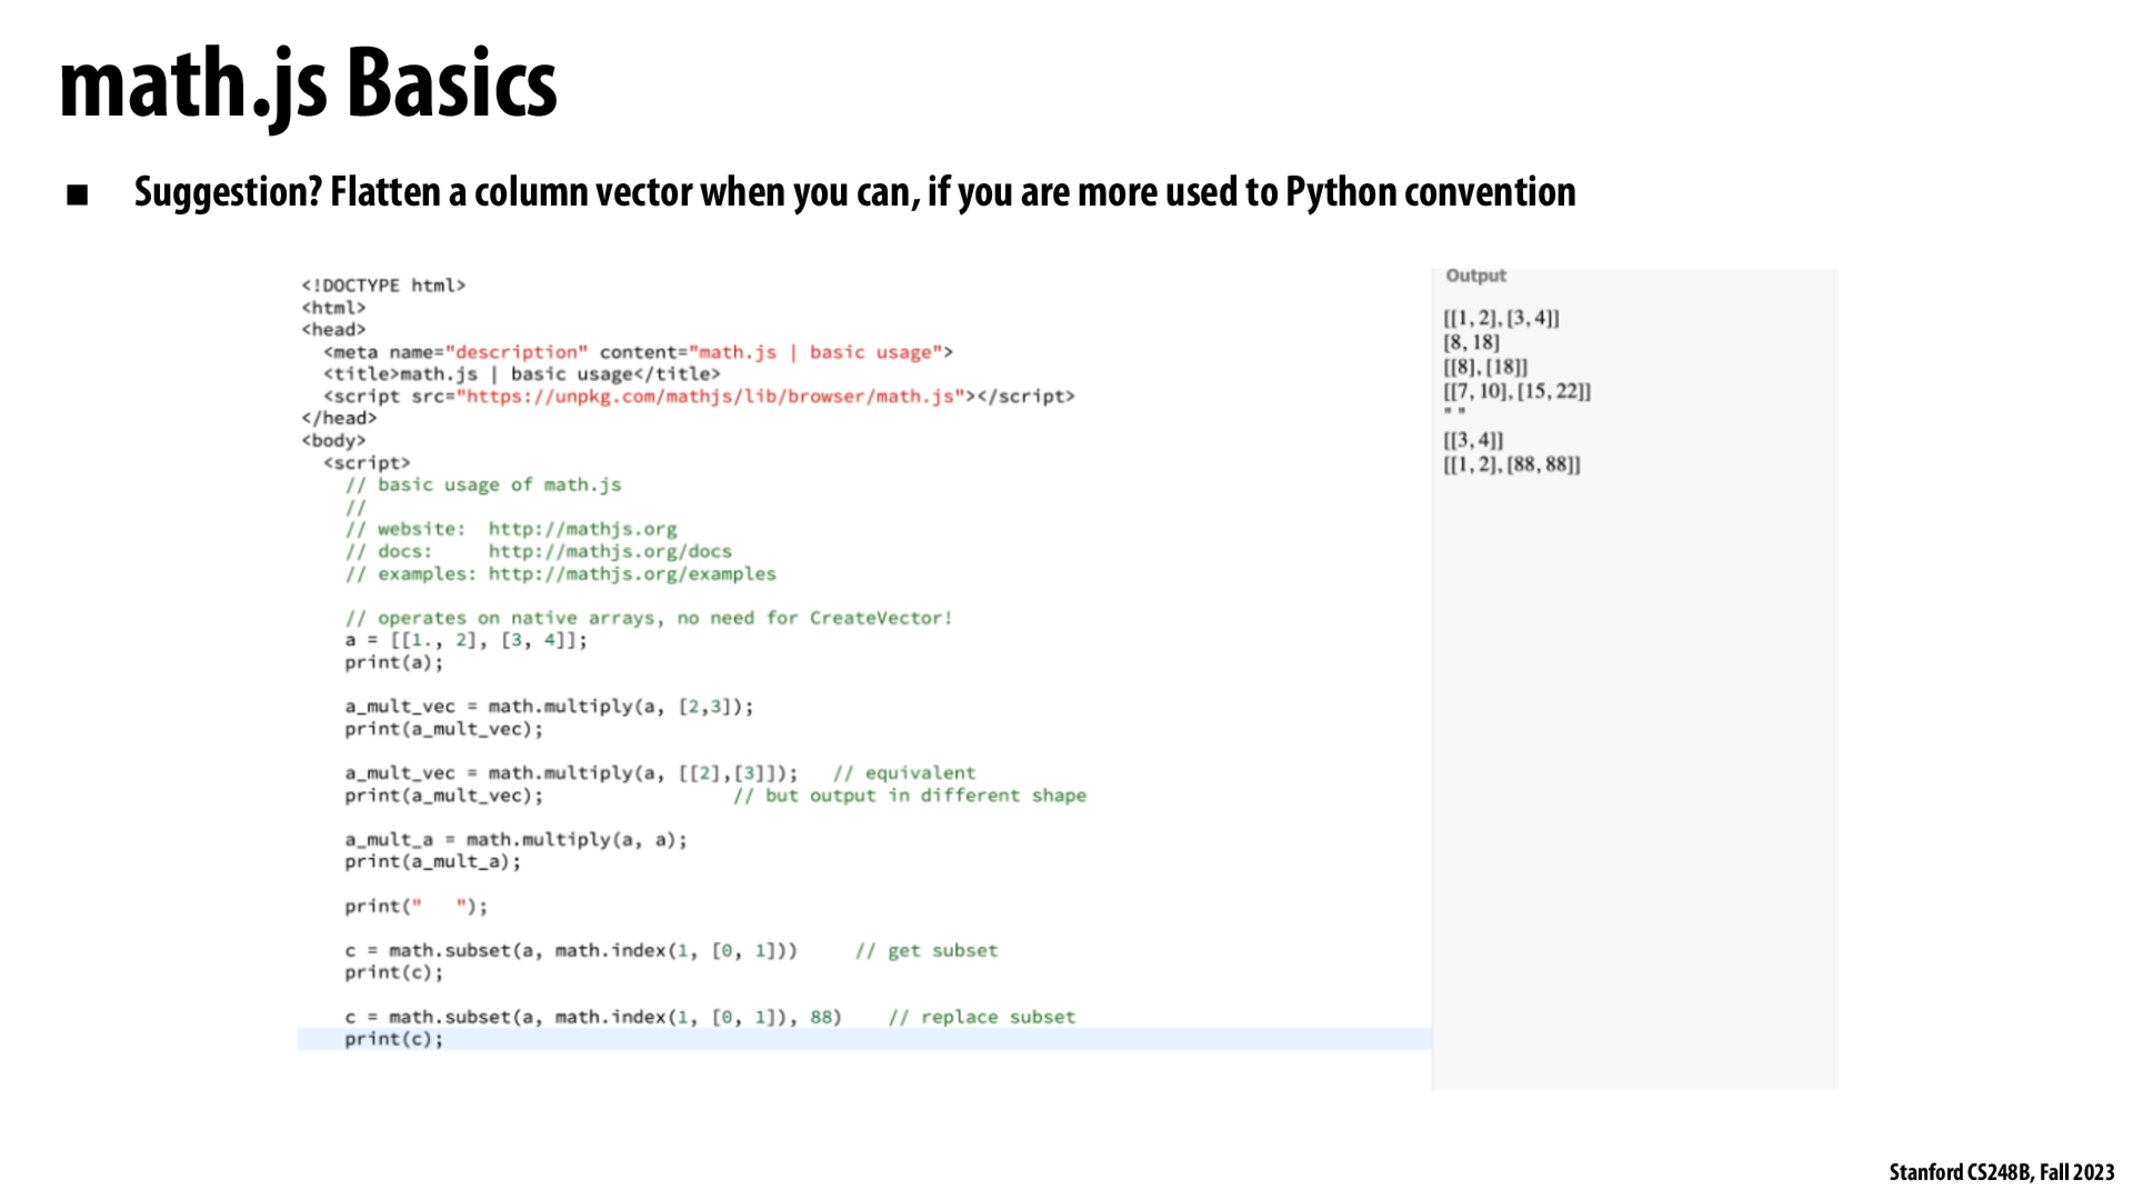 math.js Basics
■ Suggestion? Flatten a column vector when you can, if you are more used to Python convention
<!DOCTYPE html>
<html>
<head>
  <meta name="description" content="math.js | basic usage">
  <title>math.js | basic usage</title>
  <script src="https://unpkg.com/mathjs/lib/browser/math.js"></script>
</head>
<body>
  <script>
    // basic usage of math.js
    //
    // website:  http://mathjs.org
    // docs:     http://mathjs.org/docs
    // examples: http://mathjs.org/examples
    // operates on native arrays, no need for CreateVector!
    a = [[1., 2], [3, 4]];
    print(a);
    a_mult_vec = math.multiply(a, [2,3]);
    print(a_mult_vec);
    a_mult_vec = math.multiply(a, [[2],[3]]);   // equivalent
    print(a_mult_vec);                 // but output in different shape
    a_mult_a = math.multiply(a, a);
    print(a_mult_a);
    print("   ");
    c = math.subset(a, math.index(1, [0, 1]))     // get subset
    print(c);
    c = math.subset(a, math.index(1, [0, 1]), 88)    // replace subset
    print(c);
Output
[[1, 2], [3, 4]]
[8, 18]
[[8], [18]]
[[7, 10], [15, 22]]
" "
[[3, 4]]
[[1, 2], [88, 88]]
Stanford CS248B, Fall 2023